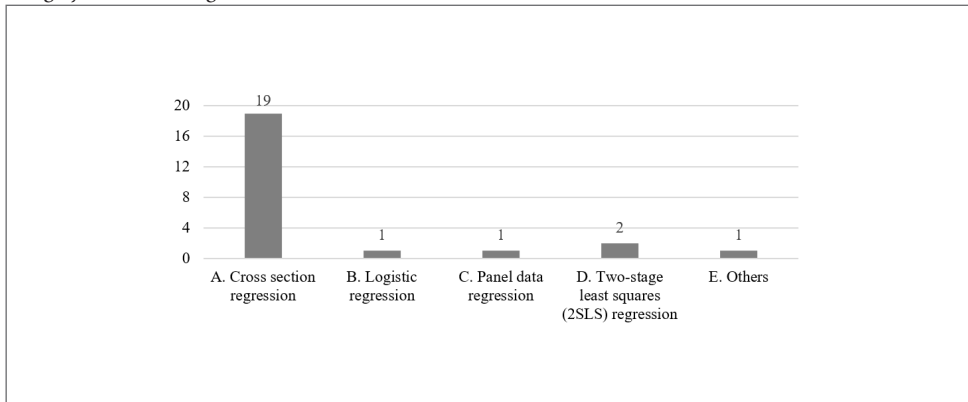 19
20
16
12
8
4
0
1
1
2
1
A. Cross section
regression
B. Logistic
regression
C. Panel data
regression
D. Two-stage
least squares
(2SLS) regression
E. Others